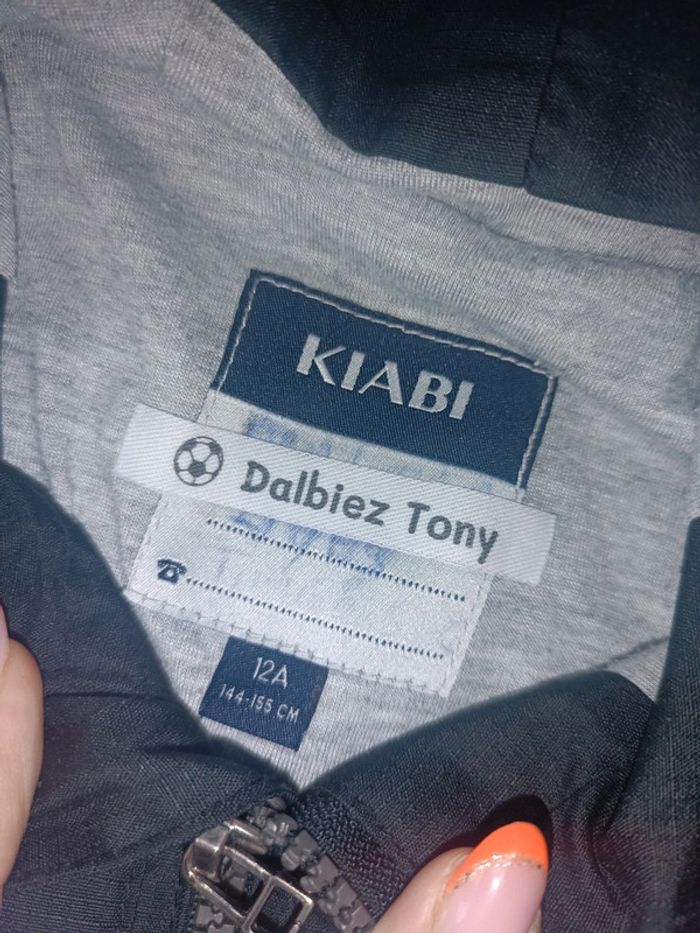 KIABI
Dalbiez Tony
12A
144-155 CM